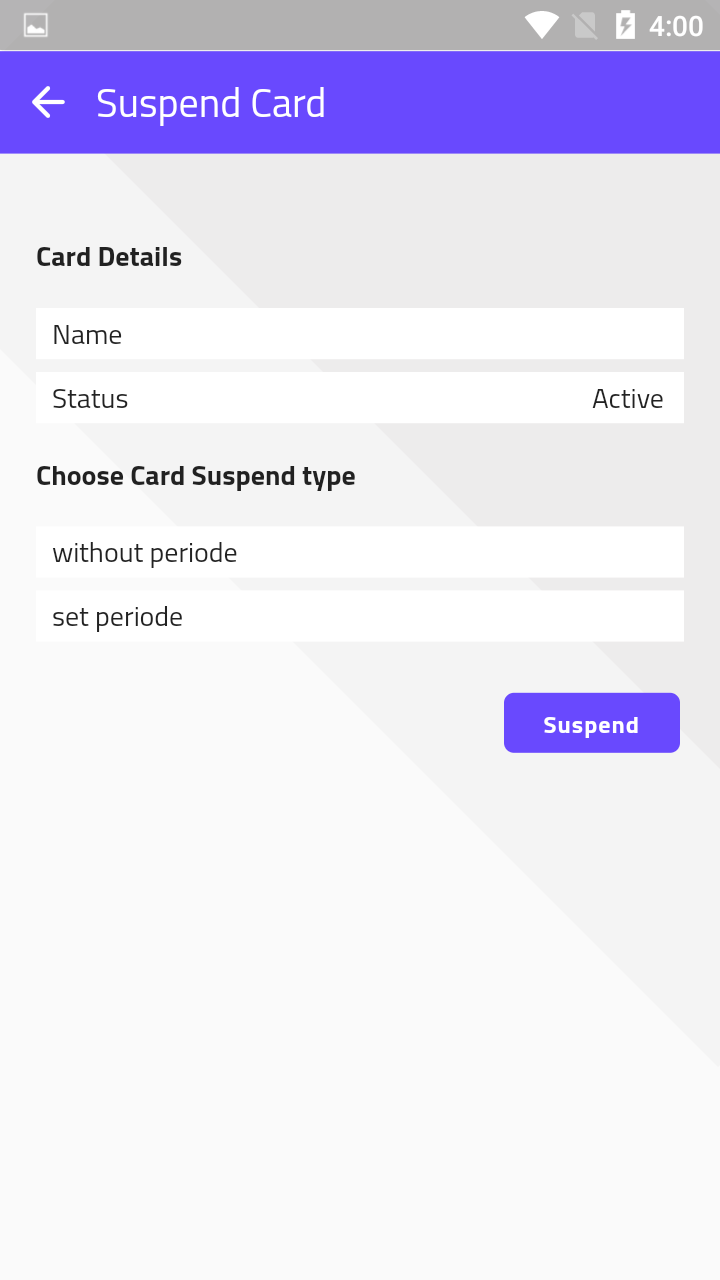 4:00
Suspend Card
Card Details
Name
Status Active
Choose Card Suspend type
without periode
set periode
Suspend